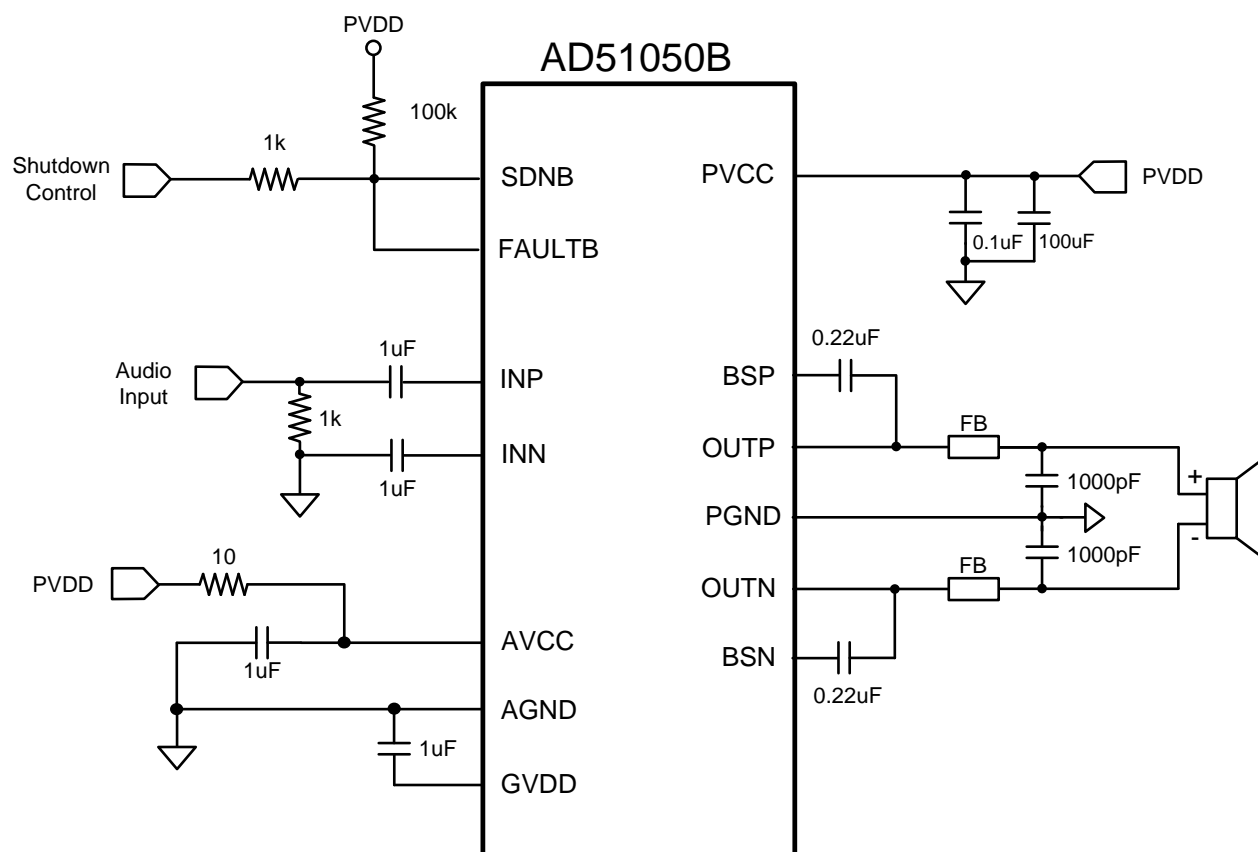 PVDD
AD51050B
100k
1k
Shutdown
Control
SDNB
FAULTB
PVCC
PVDD
0.1uF
100uF
Audio
Input
1uF
INP
1k
INN
1uF
0.22uF
BSP
FB
OUTP
1000pF
+
PGND
-
1000pF
FB
OUTN
BSN
0.22uF
10
PVDD
AVCC
1uF
AGND
1uF
GVDD